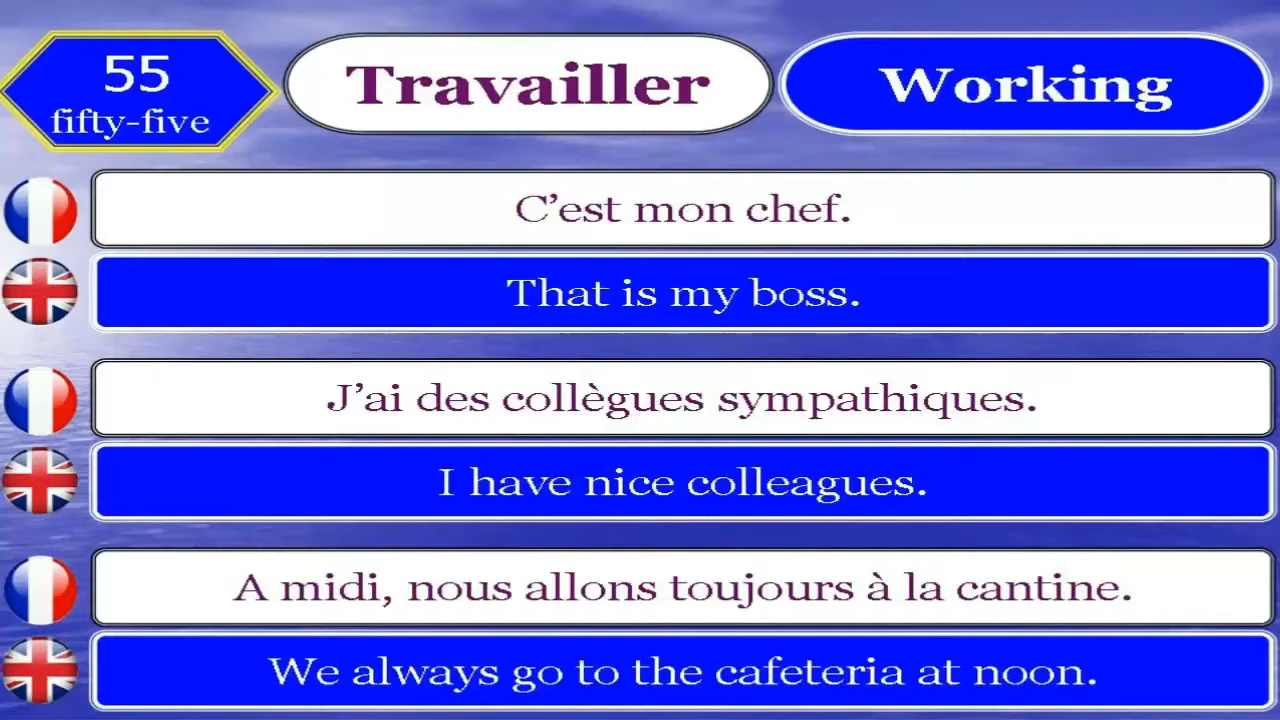 55
fifty-five
Travailler
Working
C’est mon chef.
That is my boss.
J’ai des collègues sympathiques.
I have nice colleagues.
A midi, nous allons toujours à la cantine.
We always go to the cafeteria at noon.